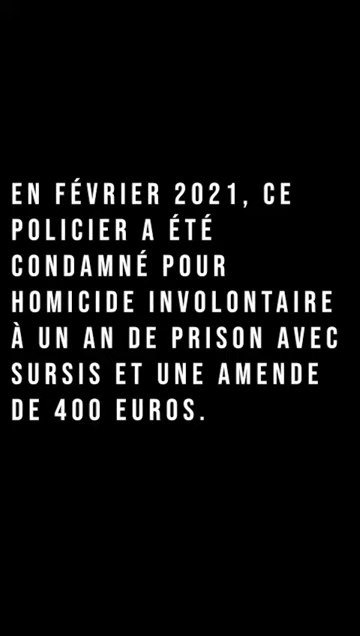 EN FÉVRIER 2021, CE
POLICIER A ÉTÉ
CONDAMNÉ POUR
HOMICIDE INVOLONTAIRE
À UN AN DE PRISON AVEC
SURSIS ET UNE AMENDE
DE 400 EUROS.